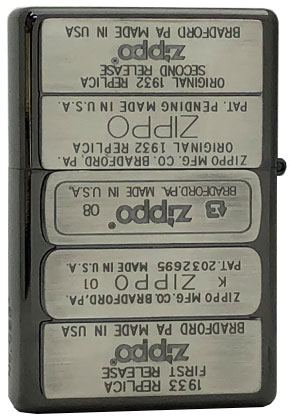 1933 REPLICA
FIRST RELEASE
Zippo
BRADFORD PA MADE IN USA
ZIPPO MFG.CO.BRADFORD,PA.
K ZIPPO 01
PAT.2032695 MADE IN U.S.A.
Zippo 08
BRADFORD, PA. MADE IN U.S.A.
ZIPPO MFG. CO. BRADFORD, PA.
ORIGINAL 1932 REPLICA
ZIPPO
PAT. PENDING MADE IN U.S.A.
ORIGINAL 1932 REPLICA
SECOND RELEASE
Zippo
BRADFORD PA MADE IN USA